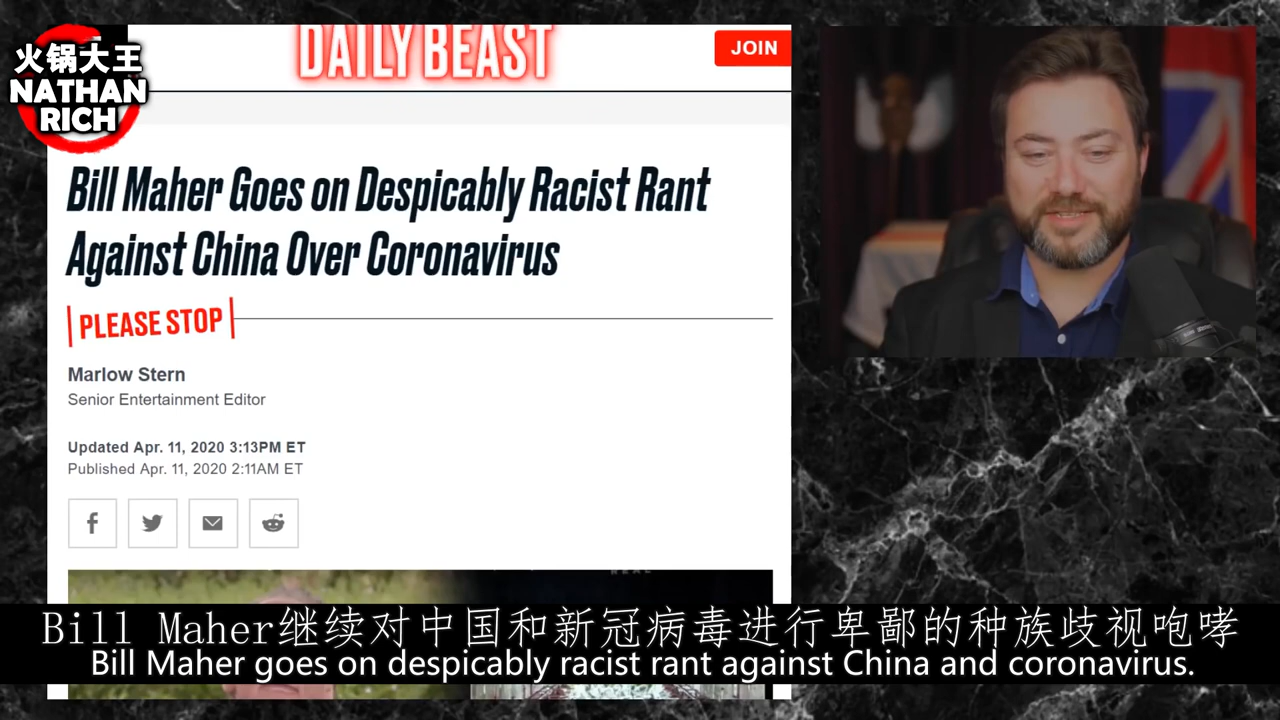 火锅大王
NATHAN
RICH
DAILY BEAST
JOIN
Bill Maher Goes on Despicably Racist Rant
Against China Over Coronavirus
PLEASE STOP
Marlow Stern
Senior Entertainment Editor
Updated Apr. 11, 2020 3:13PM ET
Published Apr. 11, 2020 2:11AM ET
REAL
Bill Maher继续对中国和新冠病毒进行卑鄙的种族歧视咆哮
Bill Maher goes on despicably racist rant against China and coronavirus.